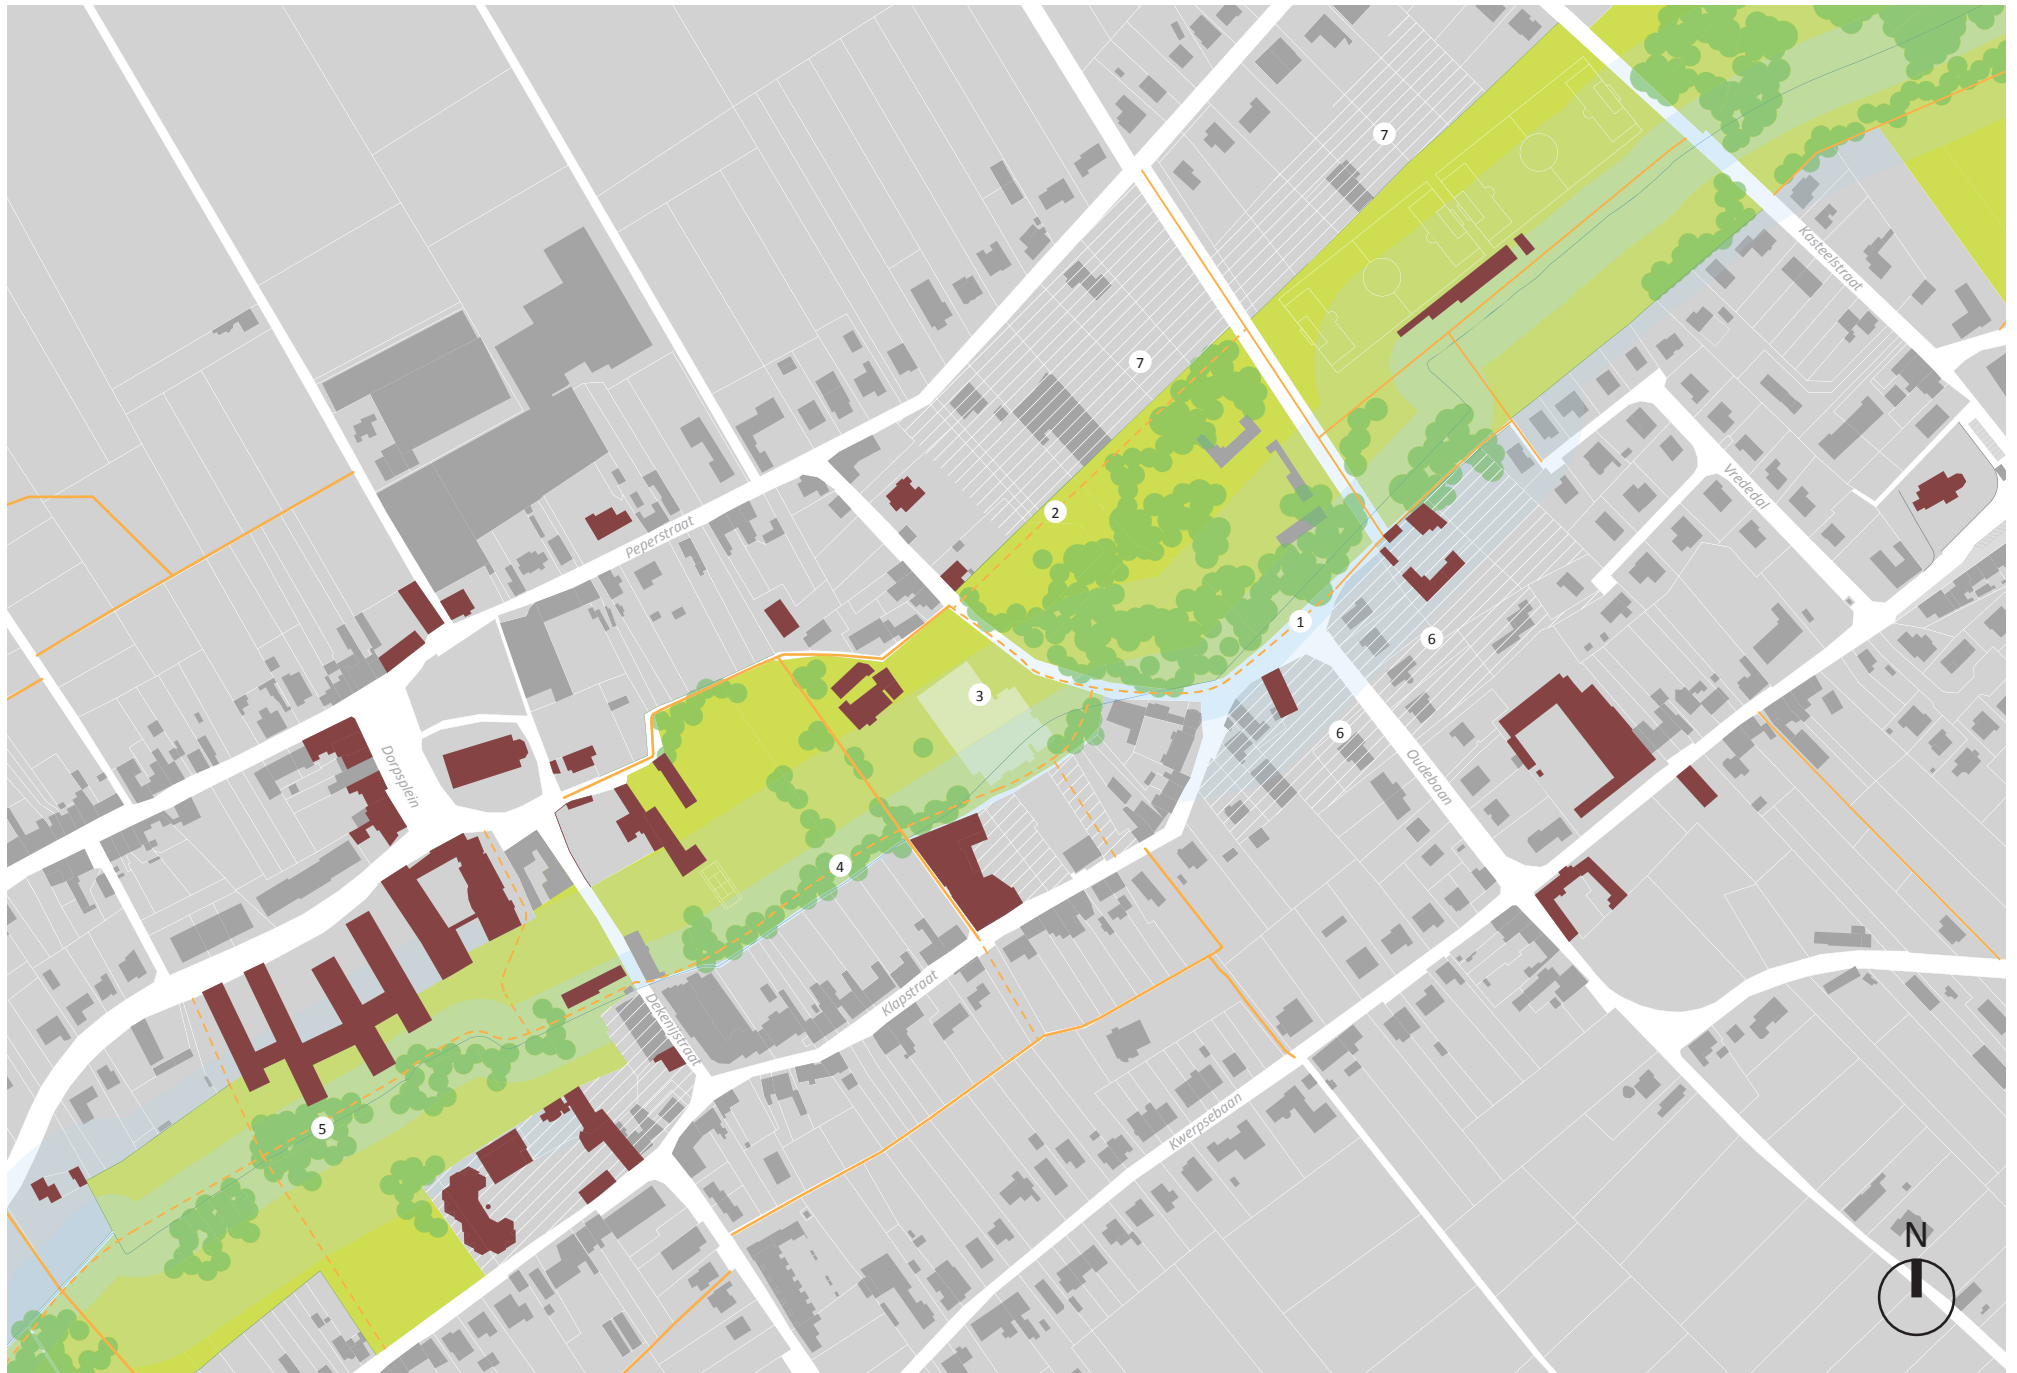 7
Kasteelstraat
7
Vrededal
2
Peperstraat
1
6
3
6
Dorpsplein
Oudebaan
4
Klapstraat
Dekenijstraat
5
Kwerpsebaan
N